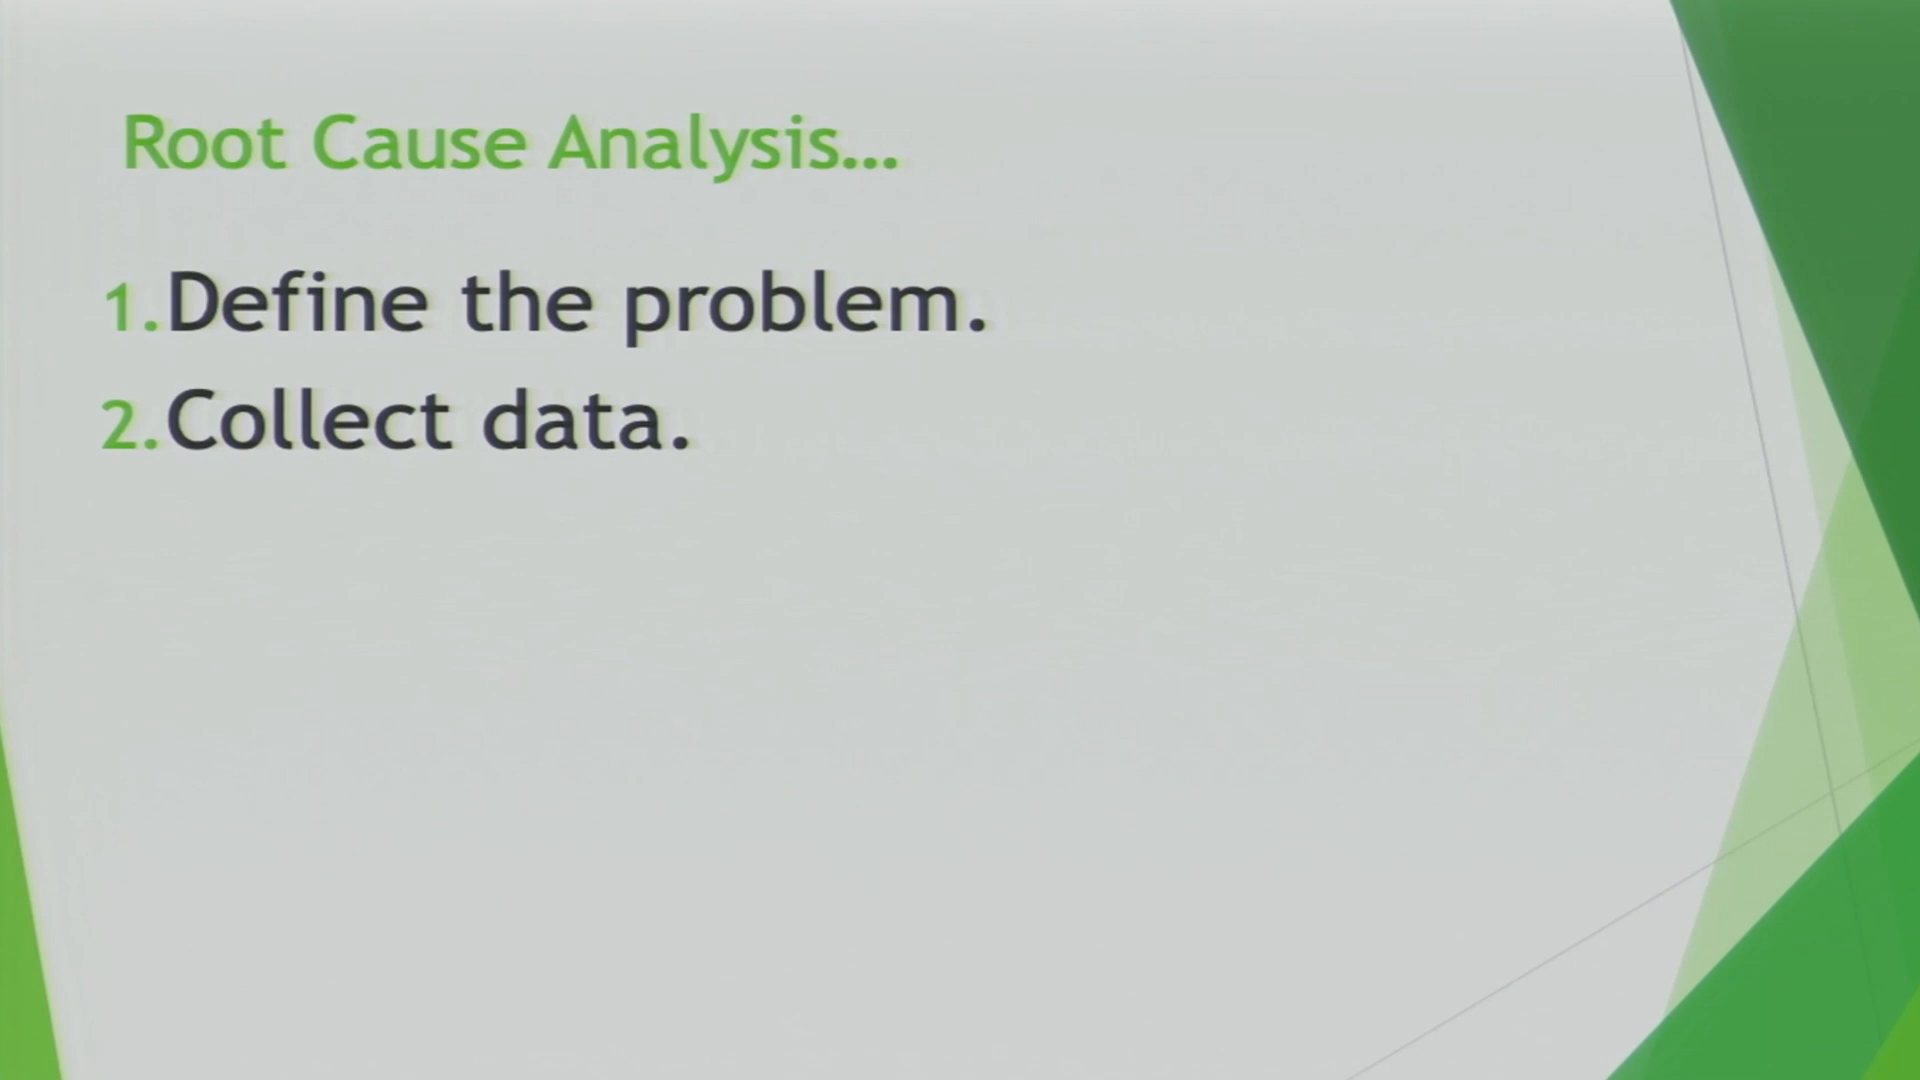 Root Cause Analysis...
1.Define the problem.
2.Collect data.